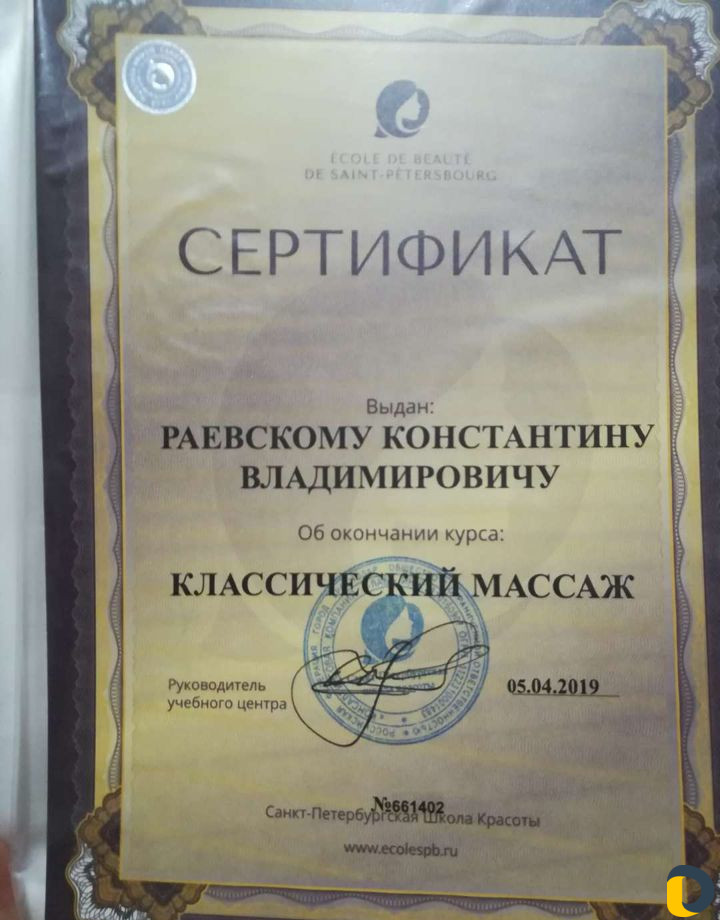 ÉCOLE DE BEAUTÉ
DE SAINT-PÉTERSBOURG
СЕРТИФИКАТ
Выдан:
РАЕВСКОМУ КОНСТАНТИНУ
ВЛАДИМИРОВИЧУ
Об окончании курса:
КЛАССИЧЕСКИЙ МАССАЖ
Руководитель
учебного центра
05.04.2019
№661402
Санкт-Петербургская Школа Красоты
www.ecolespb.ru